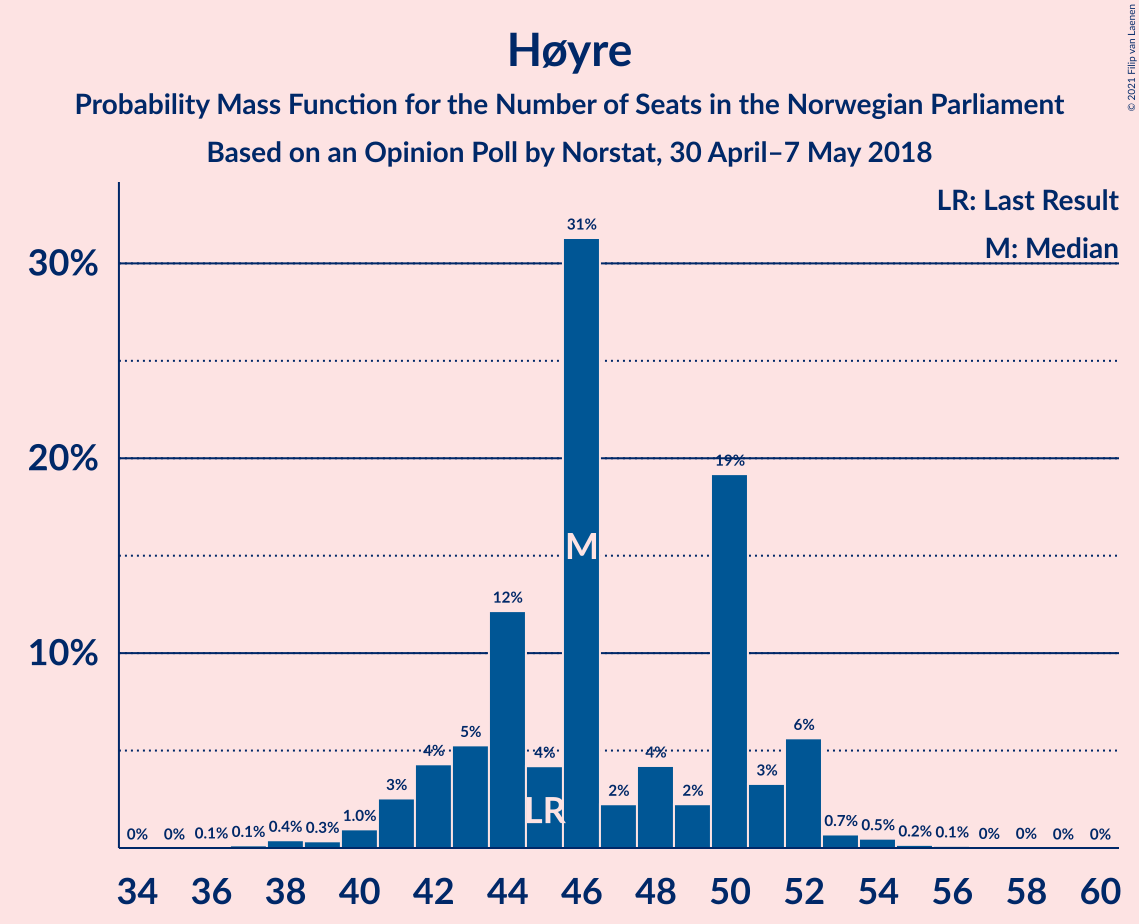 Høyre
Probability Mass Function for the Number of Seats in the Norwegian Parliament
Based on an Opinion Poll by Norstat, 30 April–7 May 2018
© 2021 Filip van Laenen
LR: Last Result
M: Median
30%
20%
10%
0% 0% 0.1% 0.1% 0.4% 0.3% 1.0% 3% 4% 5% 12% 4% 31% 2% 4% 2% 19% 3% 6% 0.7% 0.5% 0.2% 0.1% 0% 0% 0% 0%
M
LR
34 36 38 40 42 44 46 48 50 52 54 56 58 60